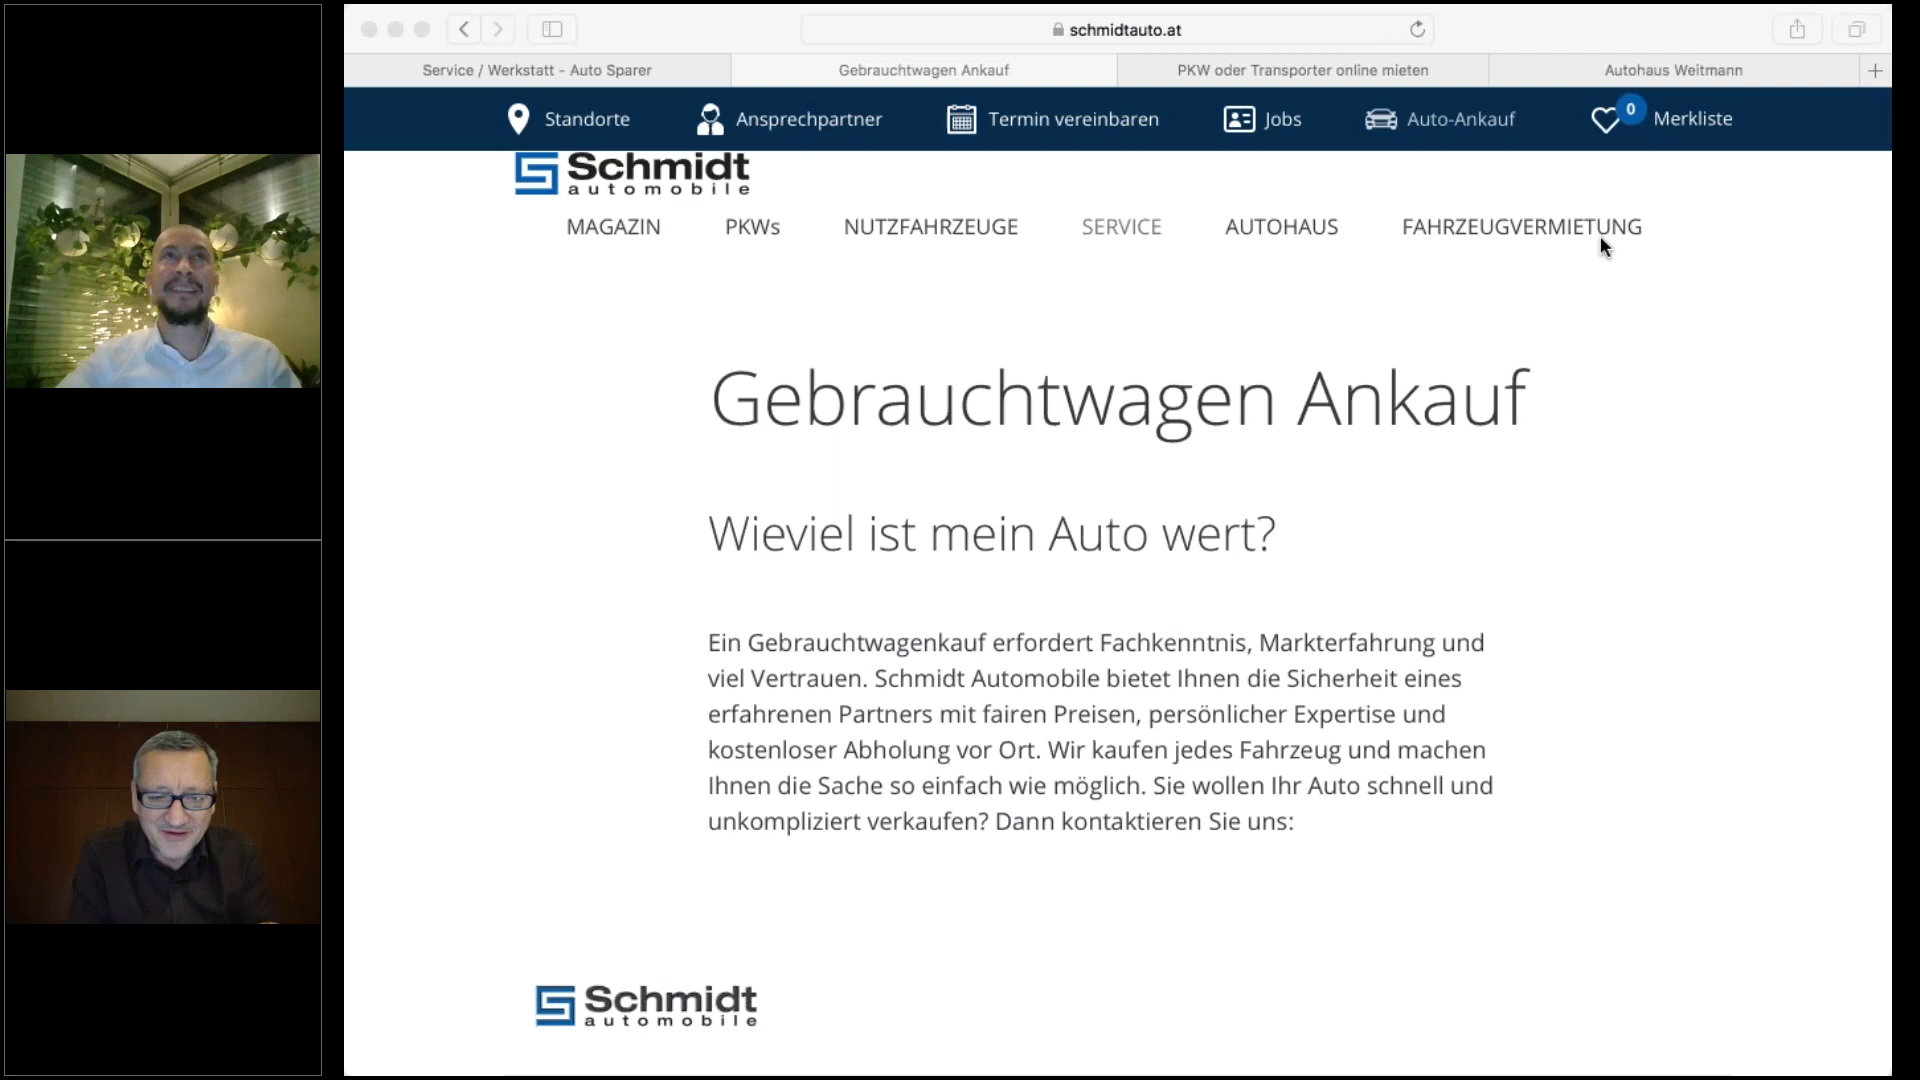 schmidtauto.at
Service / Werkstatt - Auto Sparer
Gebrauchtwagen Ankauf
PKW oder Transporter online mieten
Autohaus Weitmann
Standorte
Ansprechpartner
Termin vereinbaren
Jobs
Auto-Ankauf
0
Merkliste
Schmidt
automobile
MAGAZIN
PKWs
NUTZFAHRZEUGE
SERVICE
AUTOHAUS
FAHRZEUGVERMIETUNG
Gebrauchtwagen Ankauf
Wieviel ist mein Auto wert?
Ein Gebrauchtwagenkauf erfordert Fachkenntnis, Markterfahrung und
viel Vertrauen. Schmidt Automobile bietet Ihnen die Sicherheit eines
erfahrenen Partners mit fairen Preisen, persönlicher Expertise und
kostenloser Abholung vor Ort. Wir kaufen jedes Fahrzeug und machen
Ihnen die Sache so einfach wie möglich. Sie wollen Ihr Auto schnell und
unkompliziert verkaufen? Dann kontaktieren Sie uns:
Schmidt
automobile